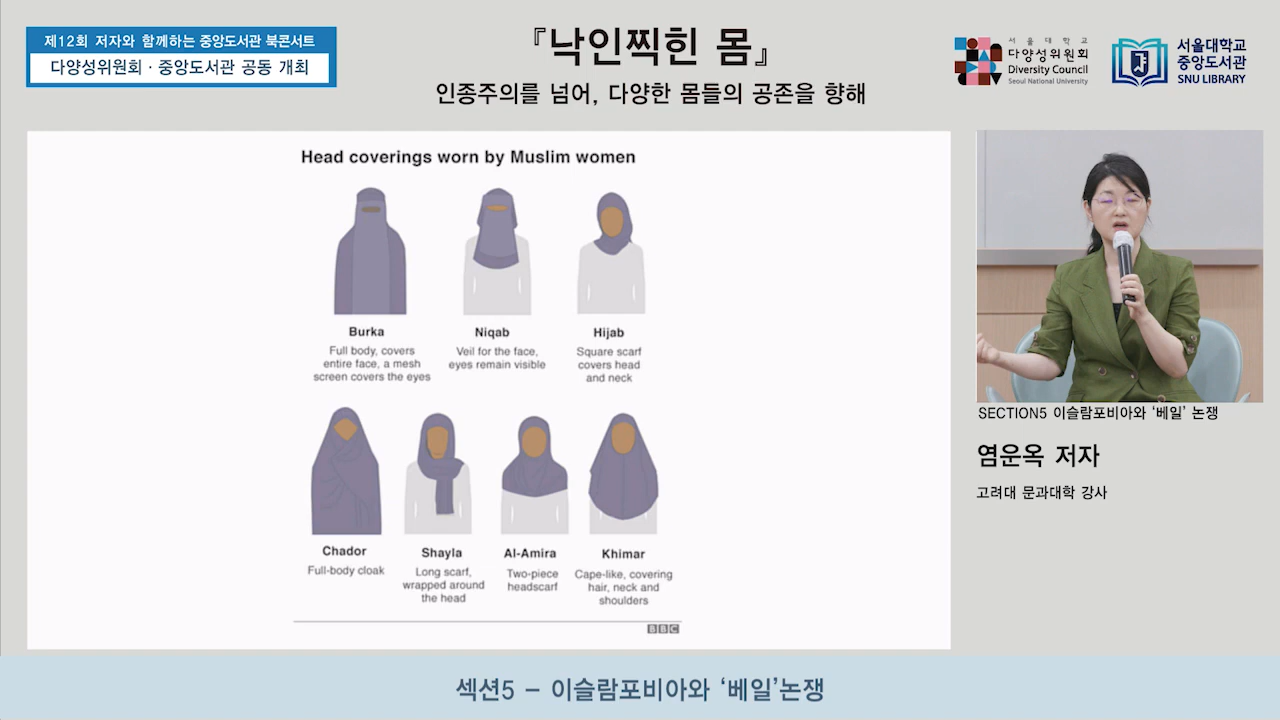 제12회 저자와 함께하는 중앙도서관 북콘서트
다양성위원회 · 중앙도서관 공동 개최
『낙인찍힌 몸』
인종주의를 넘어, 다양한 몸들의 공존을 향해
서울대학교
다양성위원회
Diversity Council
Seoul National University
서울대학교
중앙도서관
SNU LIBRARY
Head coverings worn by Muslim women
Burka
Full body, covers
entire face, a mesh
screen covers the eyes
Niqab
Veil for the face,
eyes remain visible
Hijab
Square scarf
covers head
and neck
Chador
Full-body cloak
Shayla
Long scarf,
wrapped around
the head
Al-Amira
Two-piece
headscarf
Khimar
Cape-like, covering
hair, neck and
shoulders
BBC
SECTION5 이슬람포비아와 ‘베일’ 논쟁
염운옥 저자
고려대 문과대학 강사
섹션5 – 이슬람포비아와 ‘베일’논쟁